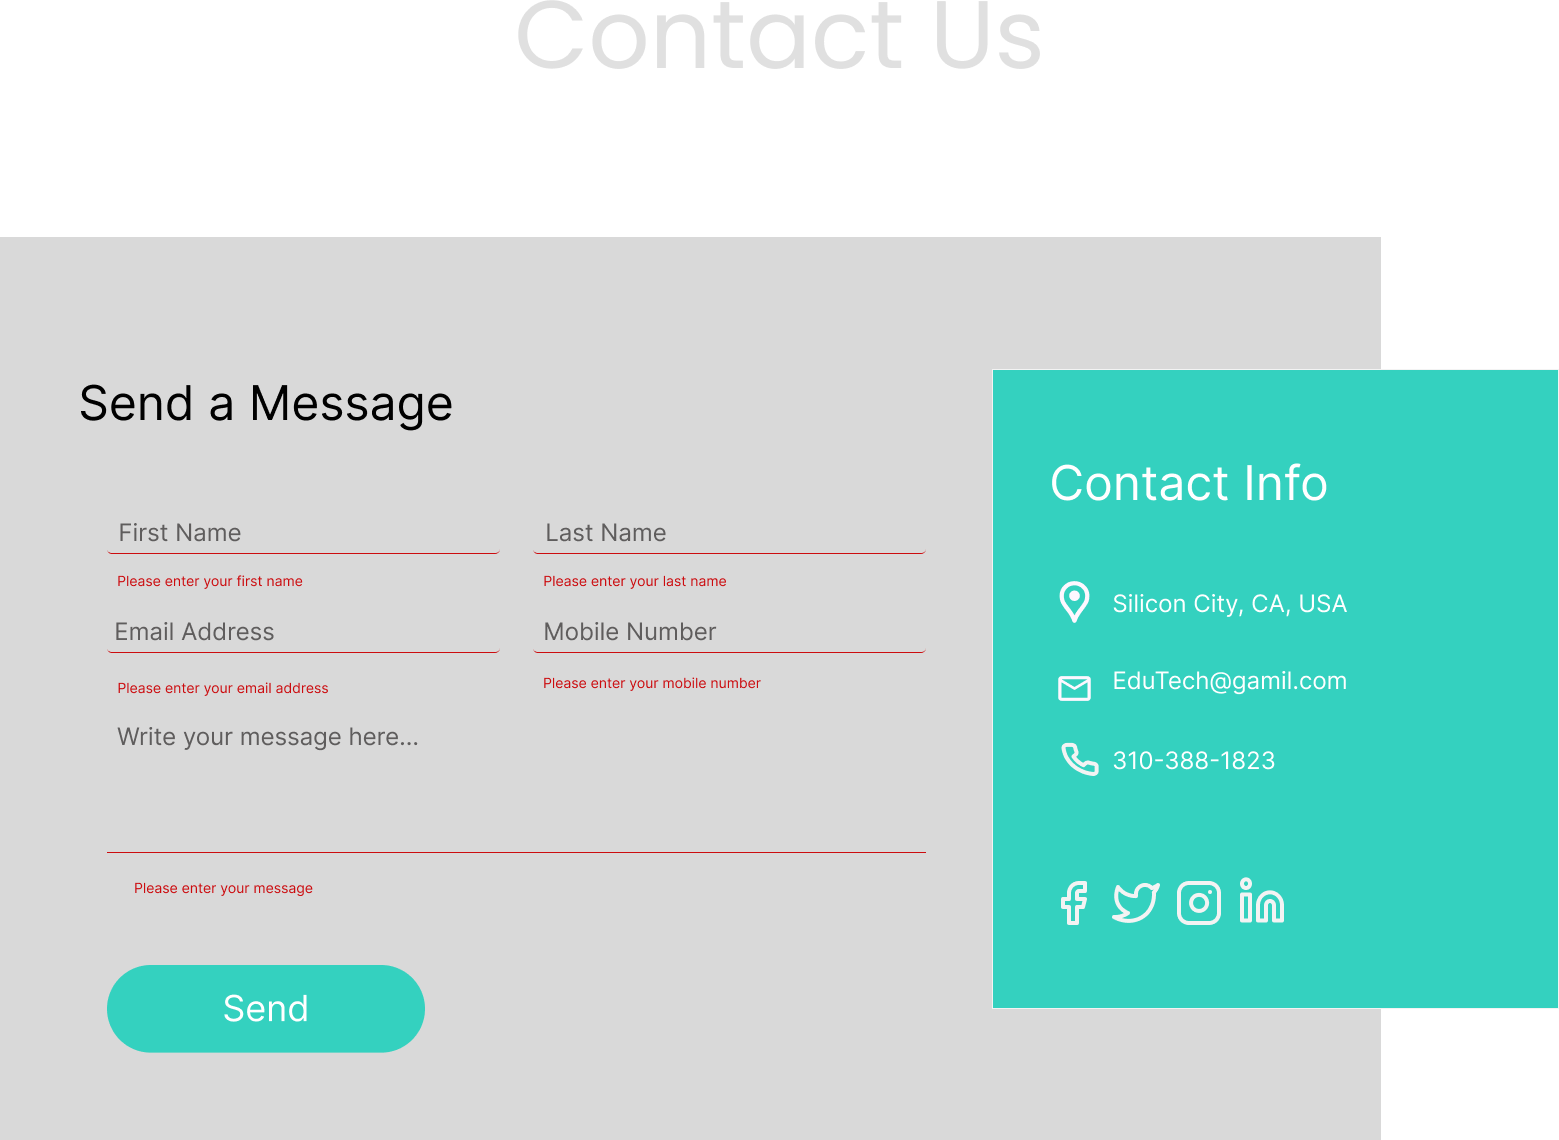 Contact Us
Send a Message
First Name
Last Name
Please enter your first name
Please enter your last name
Email Address
Mobile Number
Please enter your email address
Please enter your mobile number
Write your message here...
Please enter your message
Send
Contact Info
Silicon City, CA, USA
EduTech@gamil.com
310-388-1823